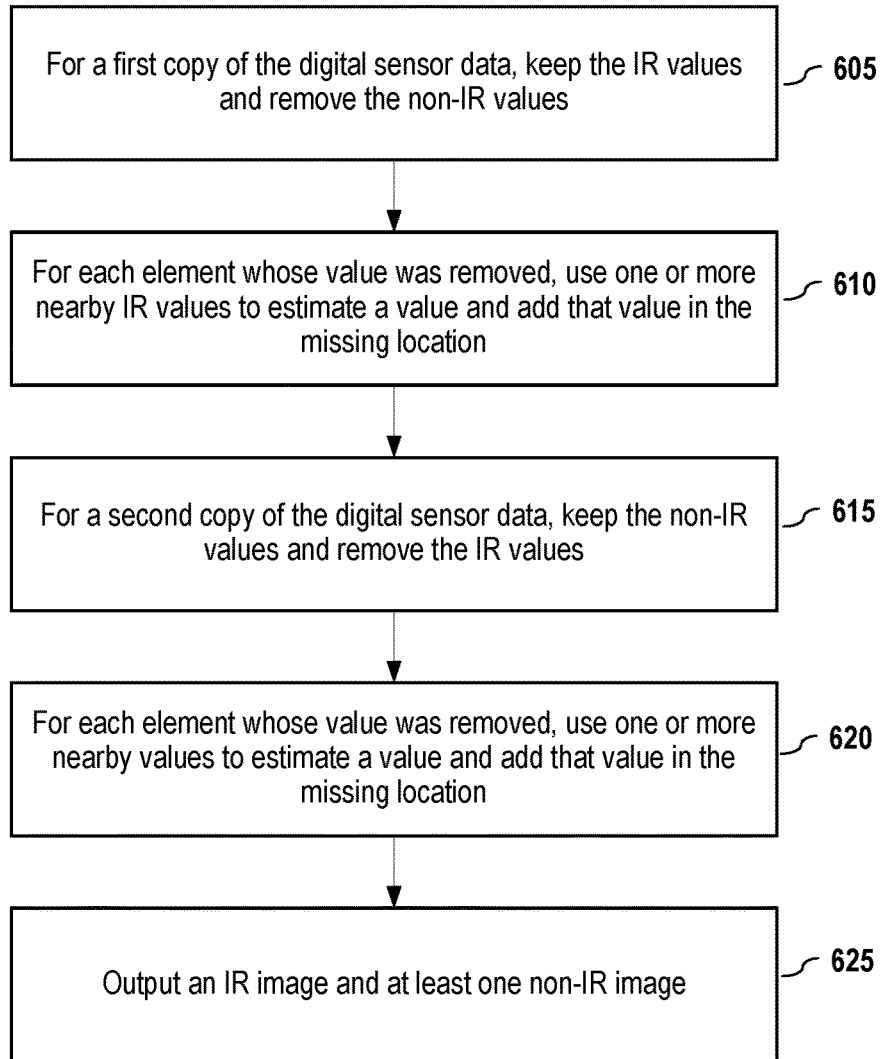 For a first copy of the digital sensor data, keep the IR values
and remove the non-IR values
605
For each element whose value was removed, use one or more
nearby IR values to estimate a value and add that value in the
missing location
610
For a second copy of the digital sensor data, keep the non-IR
values and remove the IR values
615
For each element whose value was removed, use one or more
nearby values to estimate a value and add that value in the
missing location
620
Output an IR image and at least one non-IR image
625